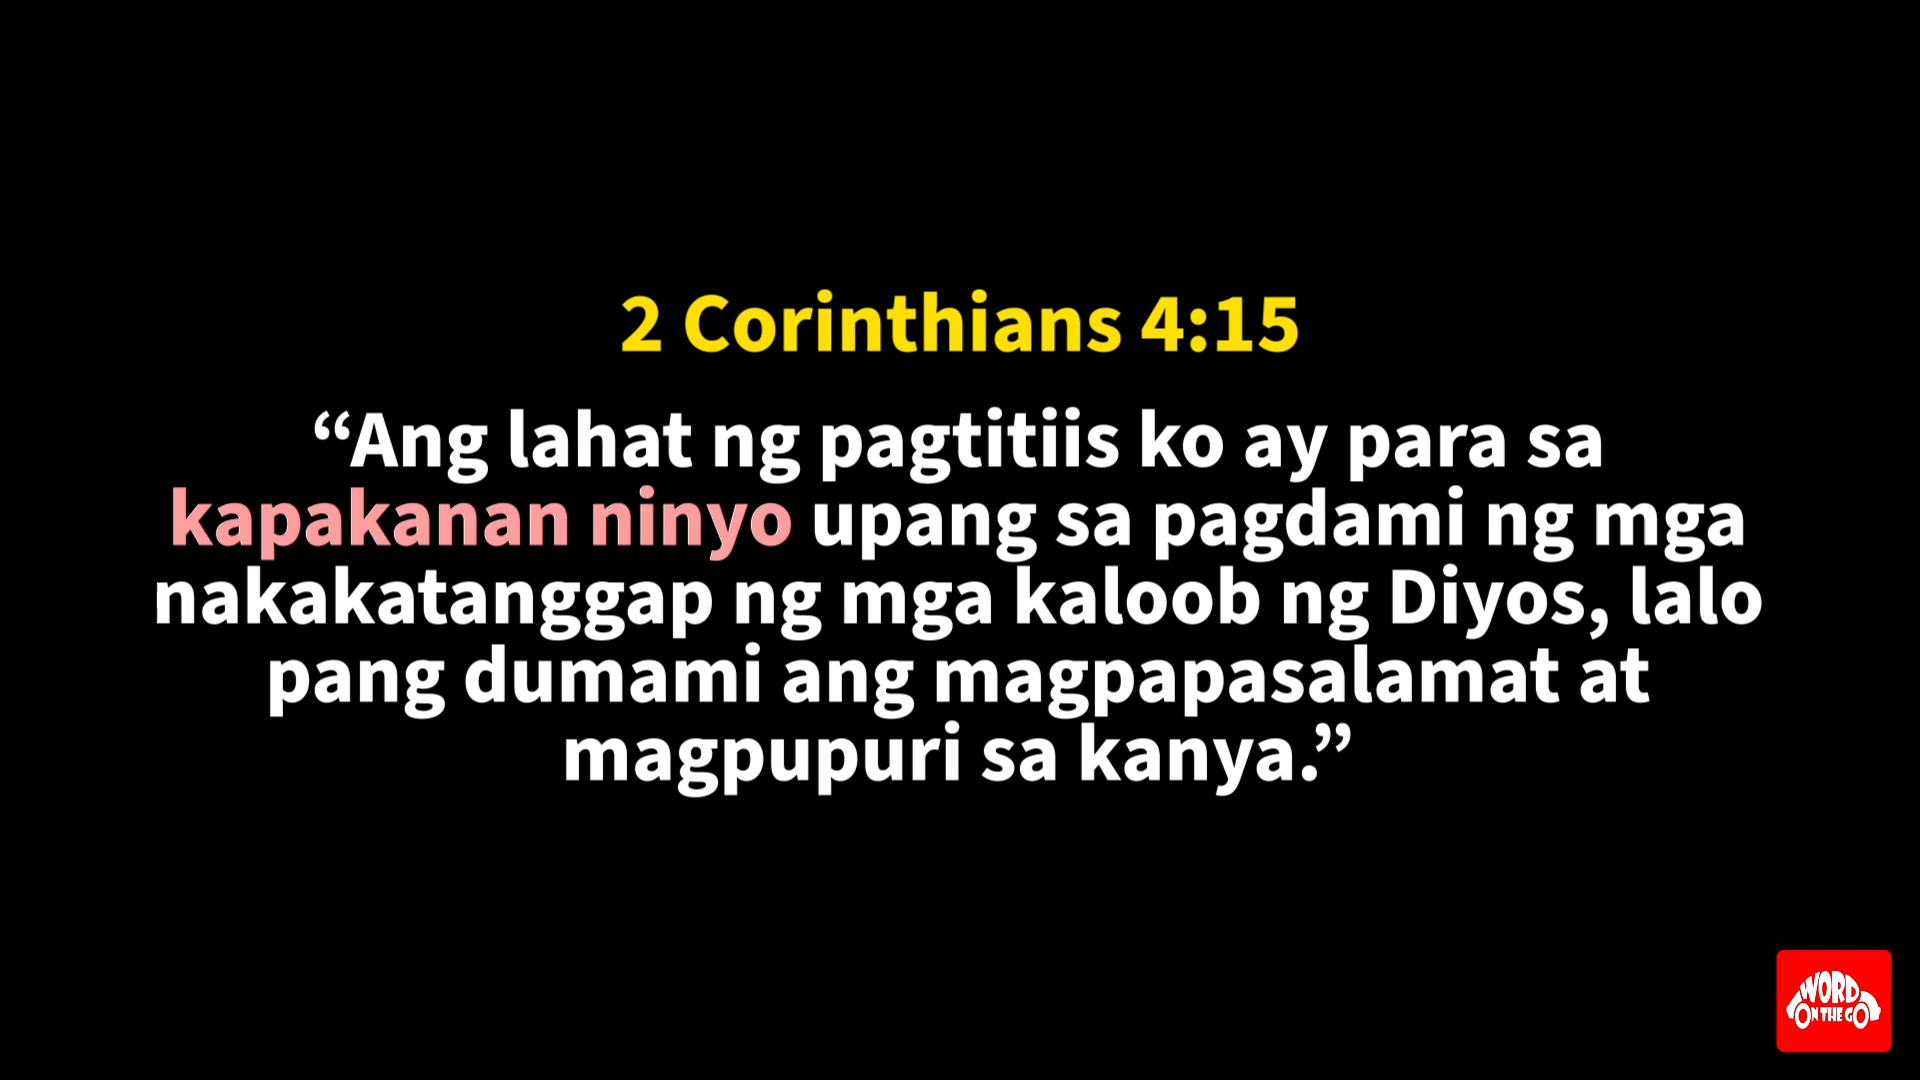 2 Corinthians 4:15
“Ang lahat ng pagtitiis ko ay para sa
kapakanan ninyo upang sa pagdami ng mga
nakakatanggap ng mga kaloob ng Diyos, lalo
pang dumami ang magpapasalamat at
magpupuri sa kanya.”
WORD
ON THE GO